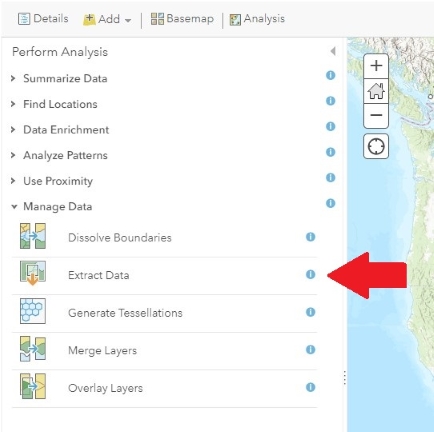 Details Add Basemap Analysis
Perform Analysis
Summarize Data
Find Locations
Data Enrichment
Analyze Patterns
Use Proximity
Manage Data
Dissolve Boundaries
Extract Data
Generate Tessellations
Merge Layers
Overlay Layers